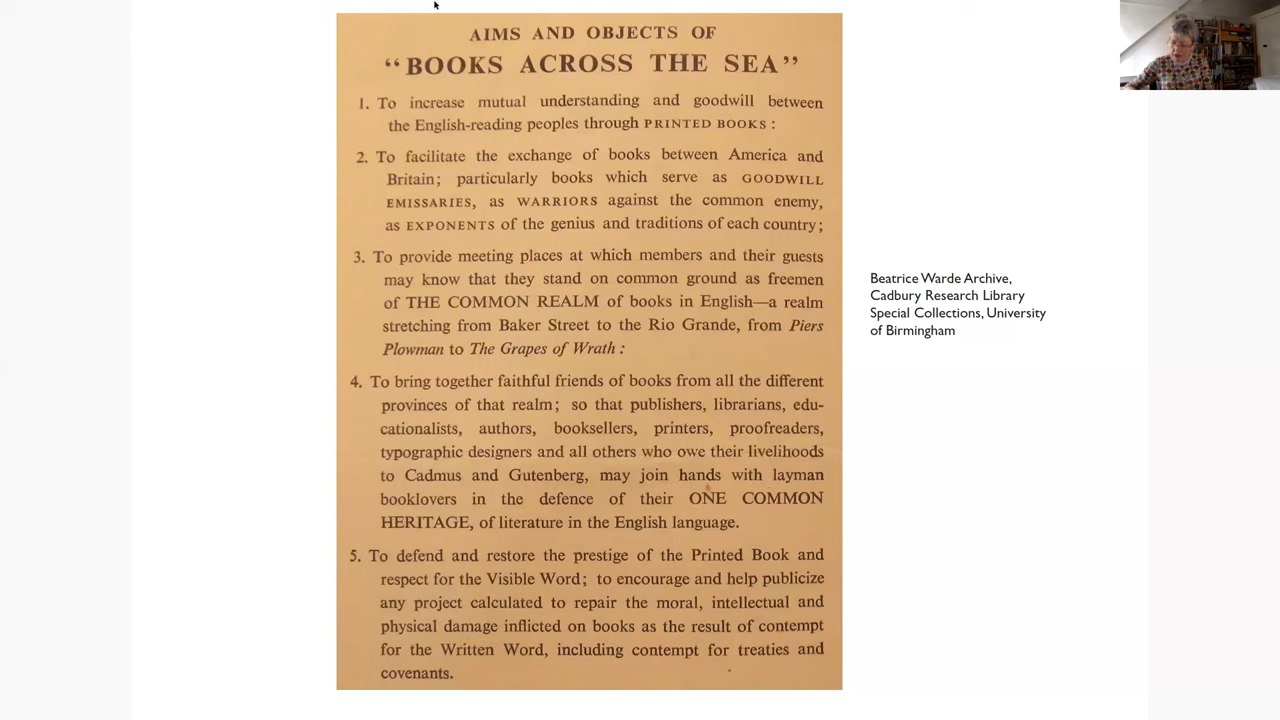 AIMS AND OBJECTS OF
“BOOKS ACROSS THE SEA”
1. To increase mutual understanding and goodwill between
the English-reading peoples through PRINTED BOOKS :
2. To facilitate the exchange of books between America and
Britain; particularly books which serve as GOODWILL
EMISSARIES, as WARRIORS against the common enemy,
as EXPONENTS of the genius and traditions of each country;
3. To provide meeting places at which members and their guests
may know that they stand on common ground as freemen
of THE COMMON REALM of books in English—a realm
stretching from Baker Street to the Rio Grande, from Piers
Plowman to The Grapes of Wrath :
4. To bring together faithful friends of books from all the different
provinces of that realm; so that publishers, librarians, edu-
cationalists, authors, booksellers, printers, proofreaders,
typographic designers and all others who owe their livelihoods
to Cadmus and Gutenberg, may join hands with layman
booklovers in the defence of their ONE COMMON
HERITAGE, of literature in the English language.
5. To defend and restore the prestige of the Printed Book and
respect for the Visible Word; to encourage and help publicize
any project calculated to repair the moral, intellectual and
physical damage inflicted on books as the result of contempt
for the Written Word, including contempt for treaties and
covenants.
Beatrice Warde Archive,
Cadbury Research Library
Special Collections, University
of Birmingham